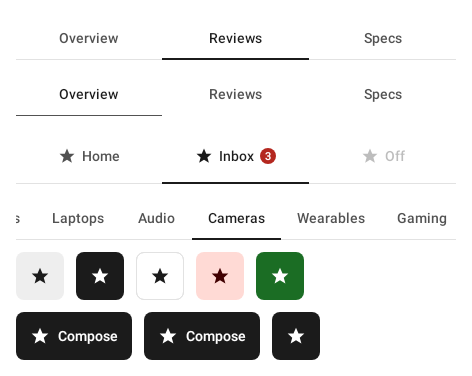 Overview Reviews Specs
Overview Reviews Specs
Home Inbox 3 Off
s Laptops Audio Cameras Wearables Gaming
Compose Compose